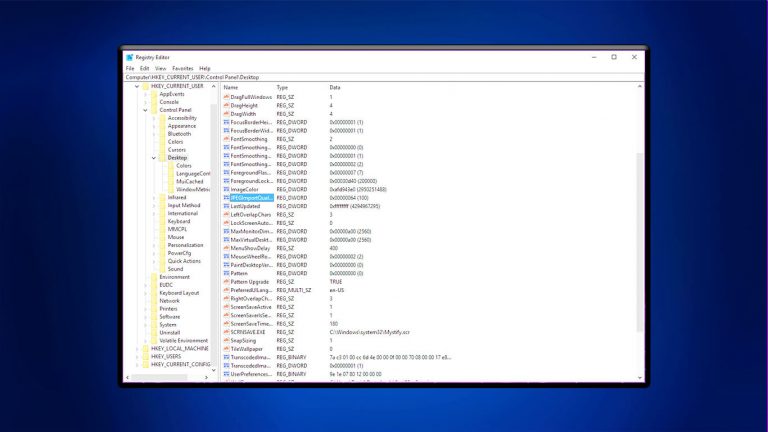 Registry Editor
File Edit View Favorites Help
Computer\HKEY_CURRENT_USER\Control Panel\Desktop
HKEY_CURRENT_USER
AppEvents
Console
Control Panel
Accessibility
Appearance
Bluetooth
Colors
Cursors
Desktop
Colors
LanguageConf
MuiCached
WindowMetric
Infrared
Input Method
International
Keyboard
MMCPL
Mouse
Personalization
PowerCfg
Quick Actions
Sound
Environment
EUDC
Keyboard Layout
Network
Printers
Software
System
Uninstall
Volatile Environment
HKEY_LOCAL_MACHINE
HKEY_USERS
HKEY_CURRENT_CONFIG
Name Type Data
DragFullWindows REG_SZ 1
DragHeight REG_SZ 4
DragWidth REG_SZ 4
FocusBorderHei... REG_DWORD 0x00000001 (1)
FocusBorderWid... REG_DWORD 0x00000001 (1)
FontSmoothing REG_SZ 2
FontSmoothing... REG_DWORD 0x00000000 (0)
FontSmoothing... REG_DWORD 0x00000001 (1)
FontSmoothing... REG_DWORD 0x00000002 (2)
ForegroundFlas... REG_DWORD 0x00000007 (7)
ForegroundLock... REG_DWORD 0x00030d40 (200000)
ImageColor REG_DWORD 0xafd943ef (2950251488)
JPEGImportQual... REG_DWORD 0x00000064 (100)
LastUpdated REG_DWORD 0xffffffff (4294967295)
LeftOverlapChars REG_SZ 3
LockScreenAuto... REG_SZ 0
MaxMonitorDim... REG_DWORD 0x00000a00 (2560)
MaxVirtualDeskt... REG_DWORD 0x00000a00 (2560)
MenuShowDelay REG_SZ 400
MouseWheelRo... REG_DWORD 0x00000002 (2)
PaintDesktopVer... REG_DWORD 0x00000000 (0)
Pattern REG_DWORD 0x00000000 (0)
Pattern Upgrade REG_SZ TRUE
PreferredUILang... REG_MULTI_SZ en-US
RightOverlapCh... REG_SZ 3
ScreenSaveActive REG_SZ 1
ScreenSaverIsSe... REG_SZ 1
ScreenSaveTime... REG_SZ 180
SCRNSAVE.EXE REG_SZ C:\Windows\system32\Mystify.scr
SnapSizing REG_SZ 1
TileWallpaper REG_SZ 0
TranscodedIma... REG_BINARY 7a c3 01 00 cc 6d 4e 00 00 0f 00 00 70 08 00 00 17 e8...
TranscodedIma... REG_DWORD 0x00000001 (1)
UserPreferences... REG_BINARY 9e 1e 07 80 12 00 00 00